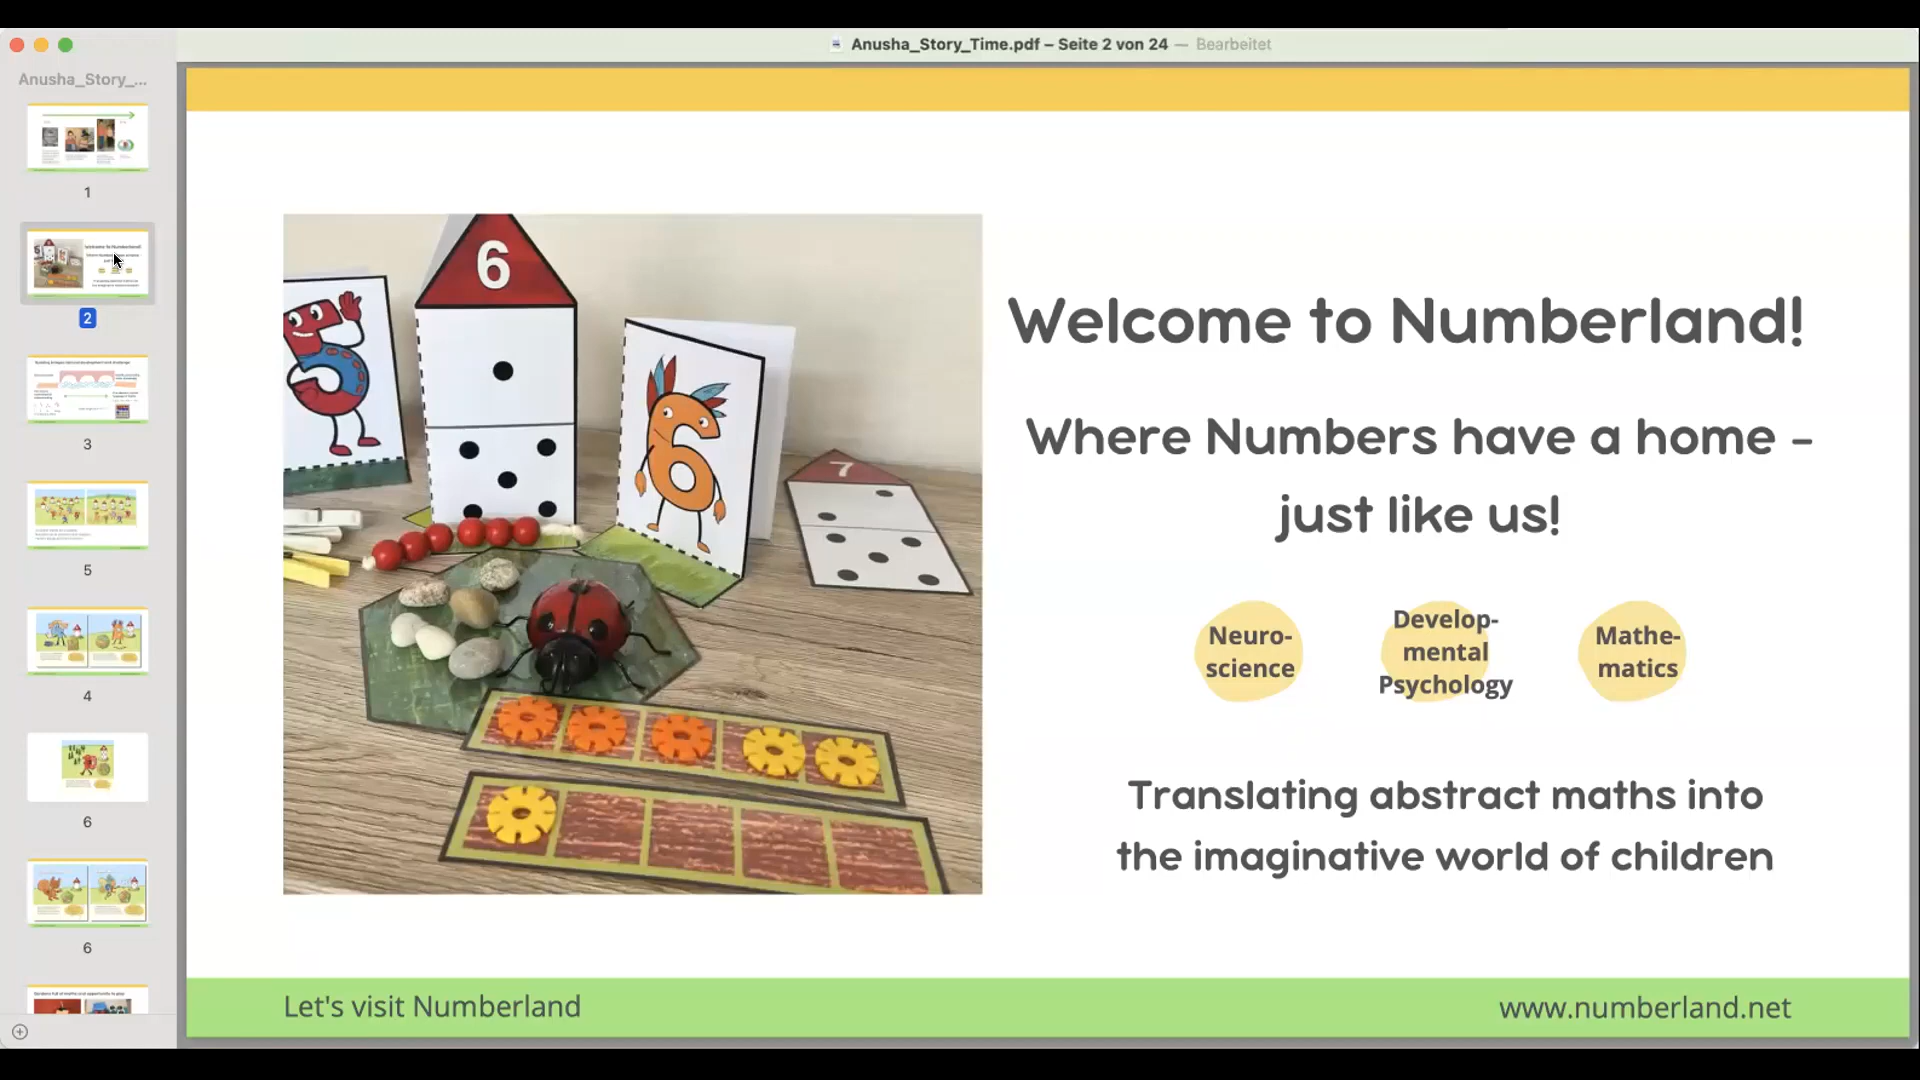 Anusha_Story_Time.pdf – Seite 2 von 24 — Bearbeitet
Anusha_Story_...
1
2
3
5
4
6
6
6
7
Welcome to Numberland!
Where Numbers have a home -
just like us!
Neuro-
science
Develop-
mental
Psychology
Mathe-
matics
Translating abstract maths into
the imaginative world of children
Let's visit Numberland
www.numberland.net